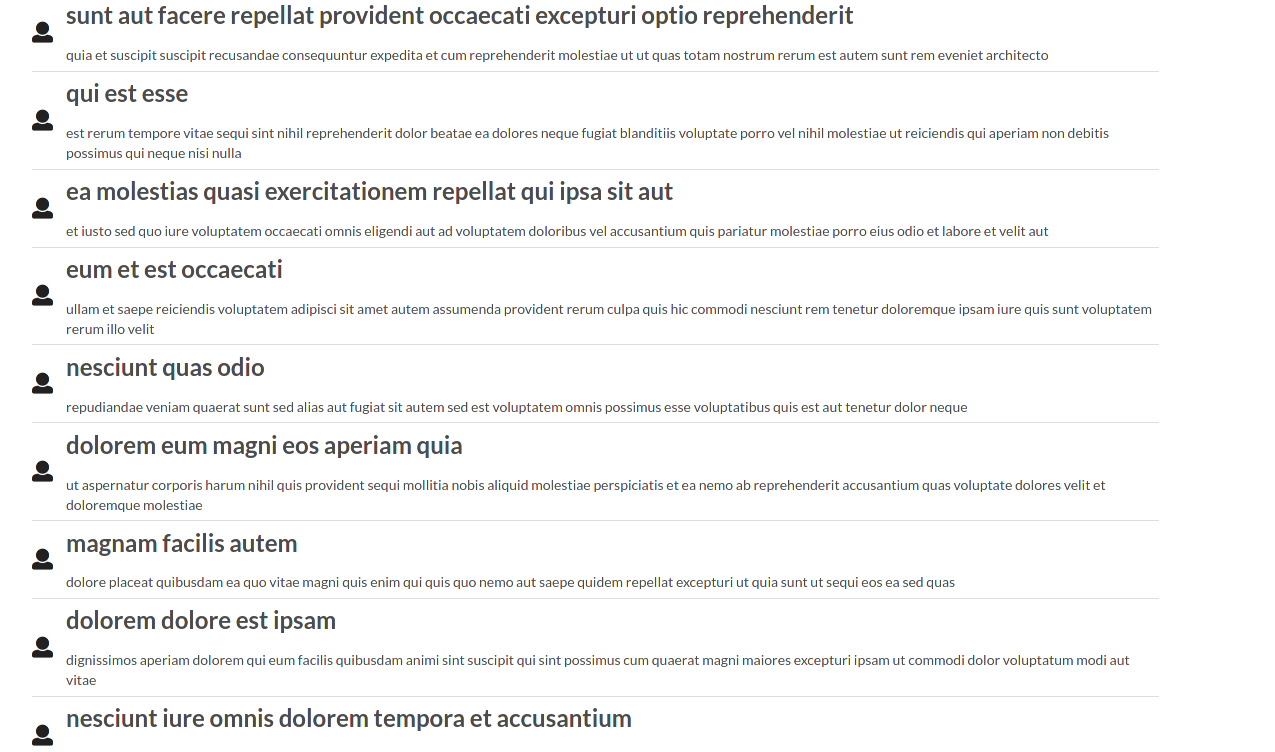 sunt aut facere repellat provident occaecati excepturi optio reprehenderit
quia et suscipit suscipit recusandae consequuntur expedita et cum reprehenderit molestiae ut ut quas totam nostrum rerum est autem sunt rem eveniet architecto
qui est esse
est rerum tempore vitae sequi sint nihil reprehenderit dolor beatae ea dolores neque fugiat blanditiis voluptate porro vel nihil molestiae ut reiciendis qui aperiam non debitis
possimus qui neque nisi nulla
ea molestias quasi exercitationem repellat qui ipsa sit aut
et iusto sed quo iure voluptatem occaecati omnis eligendi aut ad voluptatem doloribus vel accusantium quis pariatur molestiae porro eius odio et labore et velit aut
eum et est occaecati
ullam et saepe reiciendis voluptatem adipisci sit amet autem assumenda provident rerum culpa quis hic commodi nesciunt rem tenetur doloremque ipsam iure quis sunt voluptatem
rerum illo velit
nesciunt quas odio
repudiandae veniam quaerat sunt sed alias aut fugiat sit autem sed est voluptatem omnis possimus esse voluptatibus quis est aut tenetur dolor neque
dolorem eum magni eos aperiam quia
ut aspernatur corporis harum nihil quis provident sequi mollitia nobis aliquid molestiae perspiciatis et ea nemo ab reprehenderit accusantium quas voluptate dolores velit et
doloremque molestiae
magnam facilis autem
dolore placeat quibusdam ea quo vitae magni quis enim qui quis quo nemo aut saepe quidem repellat excepturi ut quia sunt ut sequi eos ea sed quas
dolorem dolore est ipsam
dignissimos aperiam dolorem qui eum facilis quibusdam animi sint suscipit qui sint possimus cum quaerat magni maiores excepturi ipsam ut commodi dolor voluptatum modi aut
vitae
nesciunt iure omnis dolorem tempora et accusantium